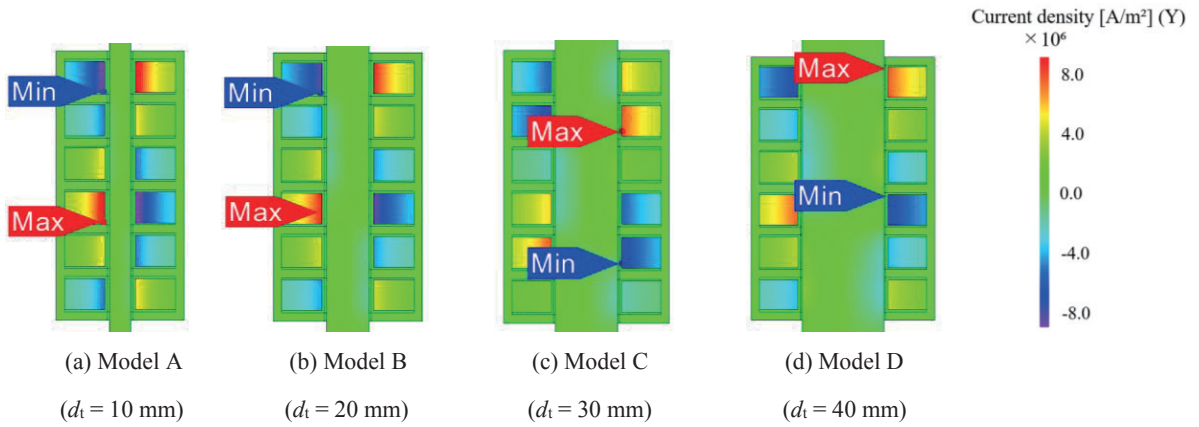 Current density [A/m²] (Y)
× 10⁶
Max
8.0
Min
Min
Max
4.0
0.0
Min
Max
Max
Min
-4.0
-8.0
(a) Model A
(b) Model B
(c) Model C
(d) Model D
(dt = 10 mm)
(dt = 20 mm)
(dt = 30 mm)
(dt = 40 mm)